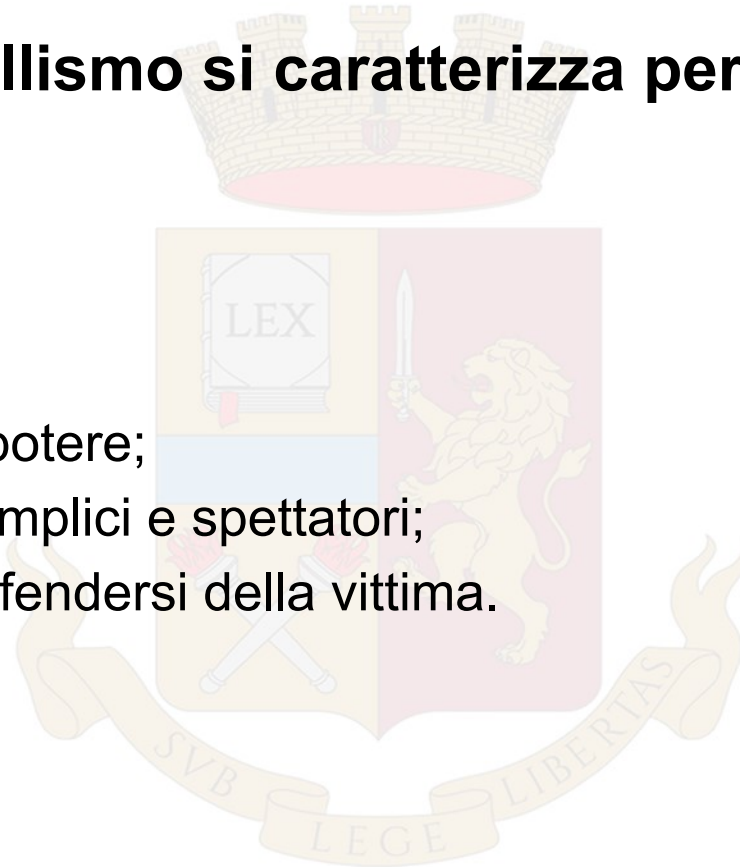 llismo si caratterizza per
LEX
potere;
mplici e spettatori;
fendersi della vittima.
SVB LEGE LIBERTAS